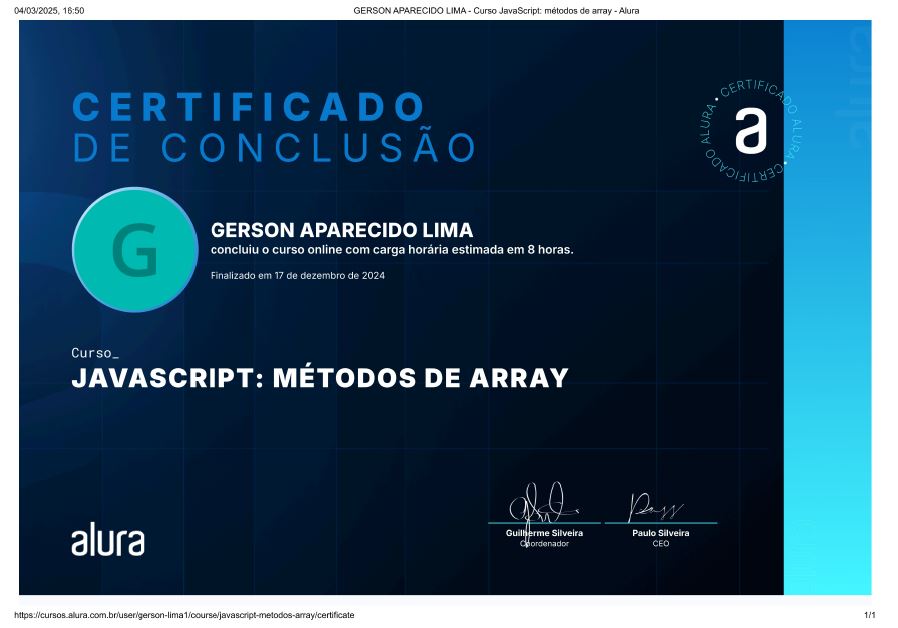 04/03/2025, 16:50
GERSON APARECIDO LIMA - Curso JavaScript: métodos de array - Alura
CERTIFICADO
DE CONCLUSÃO
CERTIFICADO ALURA • CERTIFICADO ALURA •
a
alura
G
GERSON APARECIDO LIMA
concluiu o curso online com carga horária estimada em 8 horas.
Finalizado em 17 de dezembro de 2024
Curso_
JAVASCRIPT: MÉTODOS DE ARRAY
alura
Guilherme Silveira
Coordenador
Paulo Silveira
CEO
https://cursos.alura.com.br/user/gerson-lima1/course/javascript-metodos-array/certificate
1/1